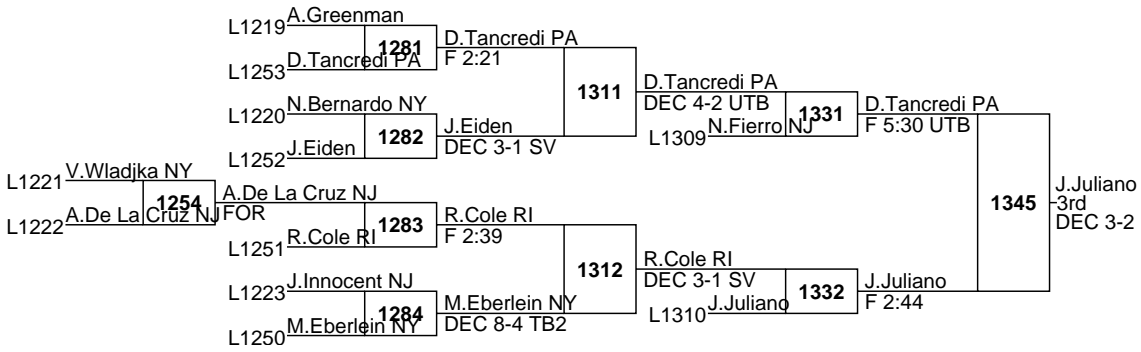 L1219 A.Greenman
1281
L1253 D.Tancredi PA
D.Tancredi PA
F 2:21
L1220 N.Bernardo NY
1282
L1252 J.Eiden
J.Eiden
DEC 3-1 SV
1311
D.Tancredi PA
DEC 4-2 UTB
L1309 N.Fierro NJ
1331
D.Tancredi PA
F 5:30 UTB
L1221 V.Wladjka NY
1254
L1222 A.De La Cruz NJ
A.De La Cruz NJ
FOR
1283
L1251 R.Cole RI
R.Cole RI
F 2:39
L1223 J.Innocent NJ
1284
L1250 M.Eberlein NY
M.Eberlein NY
DEC 8-4 TB2
1312
R.Cole RI
DEC 3-1 SV
L1310 J.Juliano
1332
J.Juliano
F 2:44
1345
J.Juliano
3rd
DEC 3-2